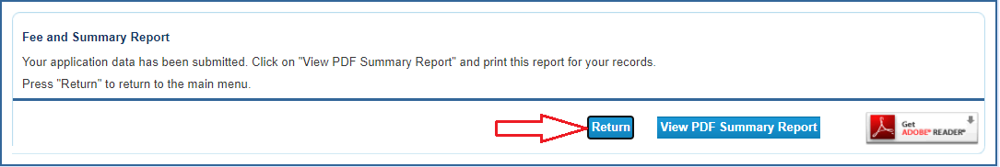 Fee and Summary Report
Your application data has been submitted. Click on "View PDF Summary Report" and print this report for your records.
Press "Return" to return to the main menu.
Return
View PDF Summary Report
Get
ADOBE® READER®